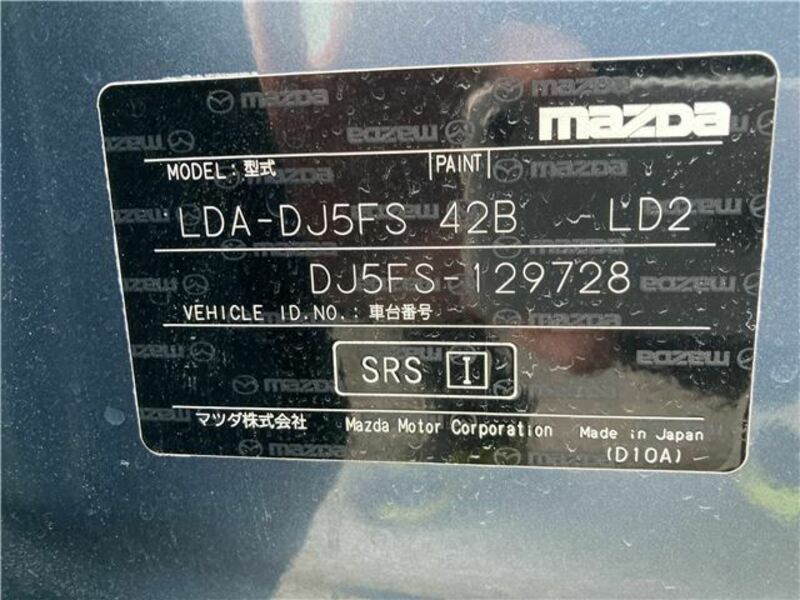 mazda
MODEL:型式 PAINT
LDA-DJ5FS 42B LD2
DJ5FS-129728
VEHICLE ID.NO.:車台番号
SRS I
マツダ株式会社 Mazda Motor Corporation Made in Japan
(D10A)